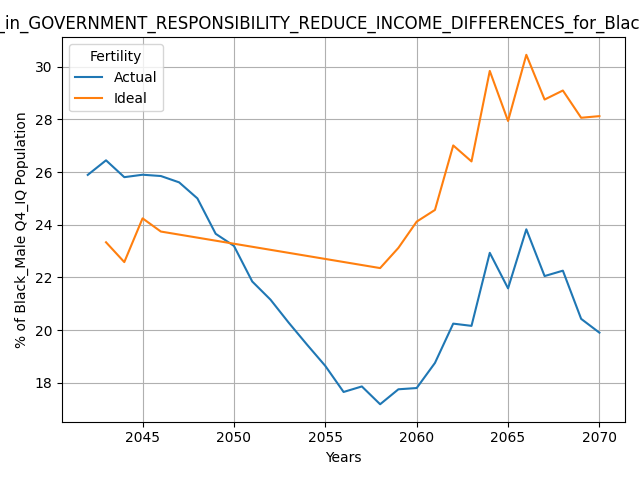 _in_GOVERNMENT_RESPONSIBILITY_REDUCE_INCOME_DIFFERENCES_for_Blac
Fertility
Actual
Ideal
% of Black_Male Q4_IQ Population
30
28
26
24
22
20
18
2045 2050 2055 2060 2065 2070
Years